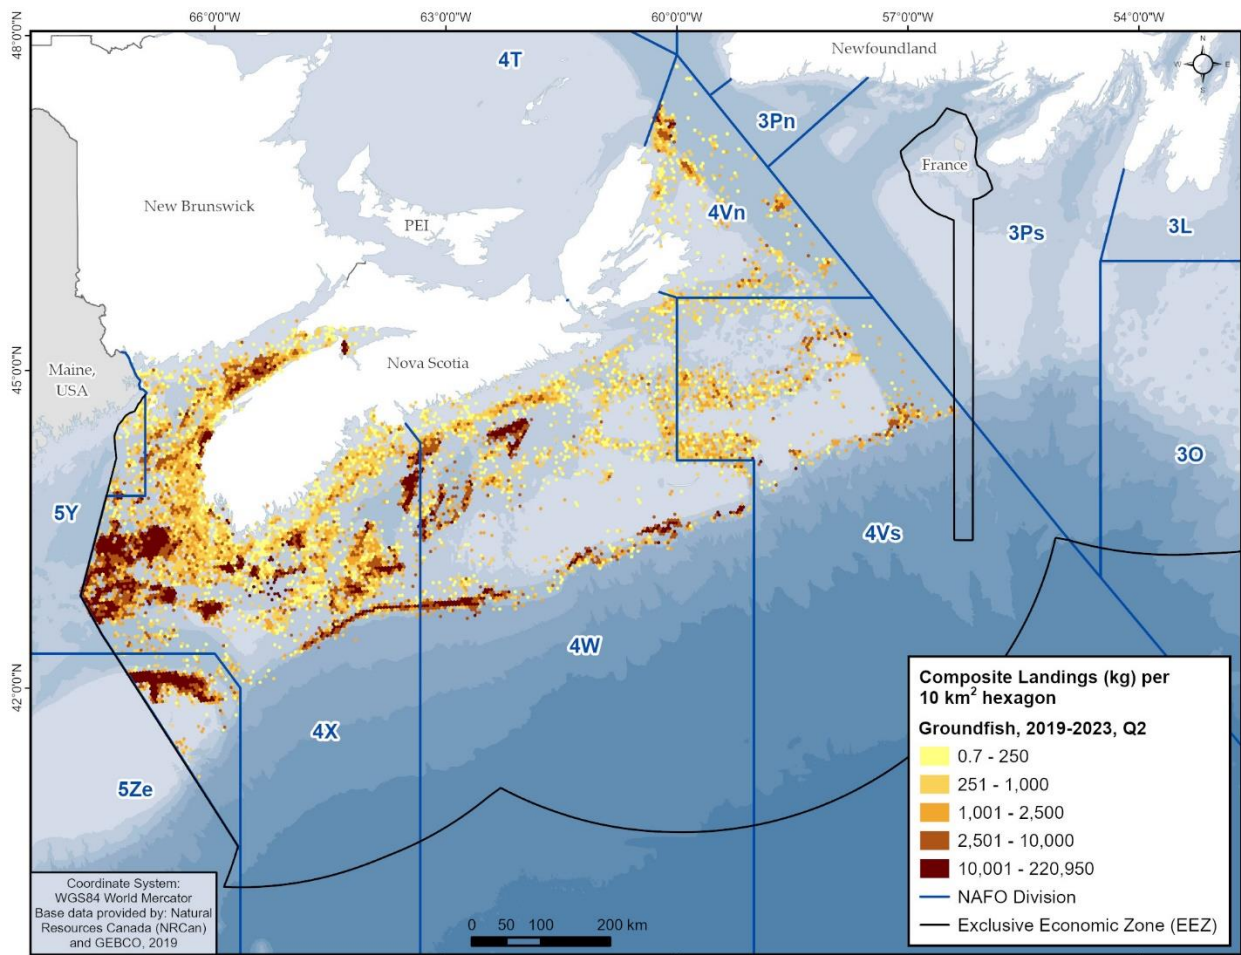 66°0'0"W 63°0'0"W 60°0'0"W 57°0'0"W 54°0'0"W
48°0'0"N
45°0'0"N
42°0'0"N
Newfoundland
N
W E
S
4T
3Pn
France
New Brunswick
PEI
4Vn
3Ps
3L
Maine,
USA
Nova Scotia
3O
5Y
4Vs
4W
4X
5Ze
Composite Landings (kg) per
10 km² hexagon
Groundfish, 2019-2023, Q2
0.7 - 250
251 - 1,000
1,001 - 2,500
2,501 - 10,000
10,001 - 220,950
NAFO Division
Exclusive Economic Zone (EEZ)
Coordinate System:
WGS84 World Mercator
Base data provided by: Natural
Resources Canada (NRCan)
and GEBCO, 2019
0 50 100 200 km